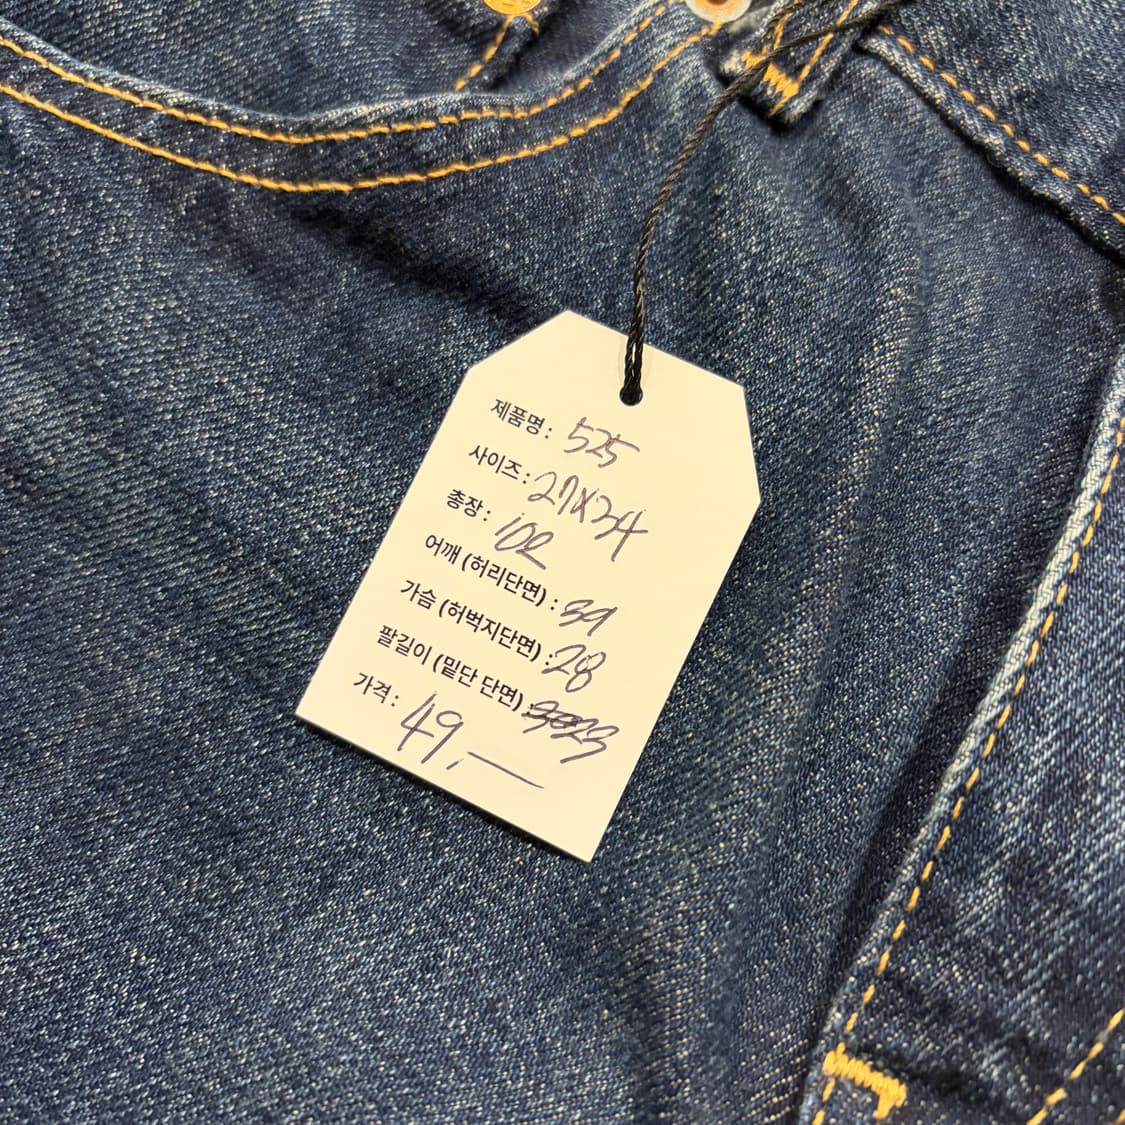 제품명: 525
사이즈: 27x34
총장: 102
어깨 (허리단면) : 39
가슴 (허벅지단면) : 28
팔길이 (밑단 단면) : 23
가격: 49,—